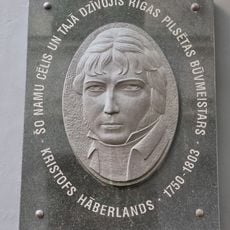 ŠO NAMU CĒLIS UN TAJĀ DZĪVOJIS RĪGAS PILSĒTAS BŪVMEISTARS
KRISTOFS HĀBERLANDS · 1750-1803